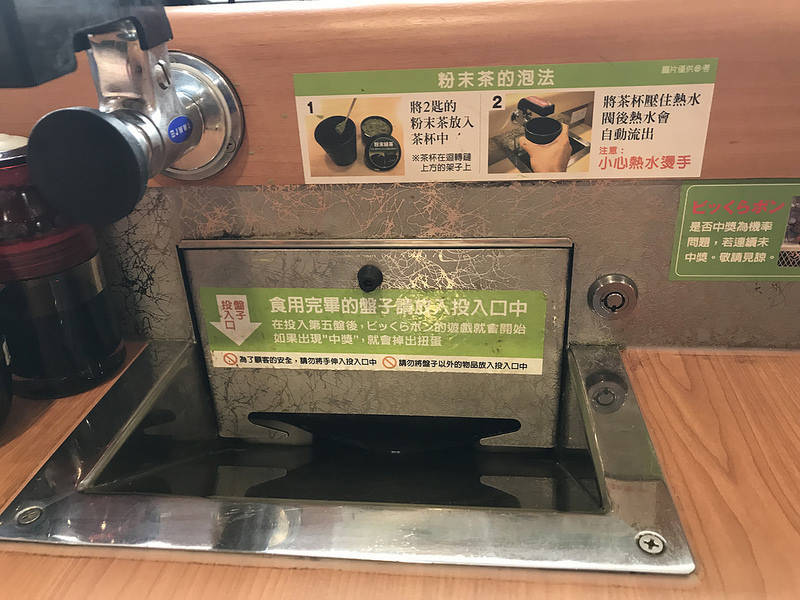 粉末茶的泡法
圖片僅供參考
1
將2匙的
粉末茶放入
茶杯中
※茶杯在迴轉鏈
上方的架子上
粉末綠茶
2
將茶杯壓住熱水
閥後熱水會
自動流出
注意：
小心熱水燙手
ビッくらポン
是否中獎為機率
問題，若連續未
中獎。敬請見諒。
盤子
投入口
食用完畢的盤子請放入投入口中
在投入第五盤後，ビッくらポン的遊戲就會開始
如果出現"中獎"，就會掉出扭蛋
為了顧客的安全，請勿將手伸入投入口中
請勿將盤子以外的物品放入投入口中